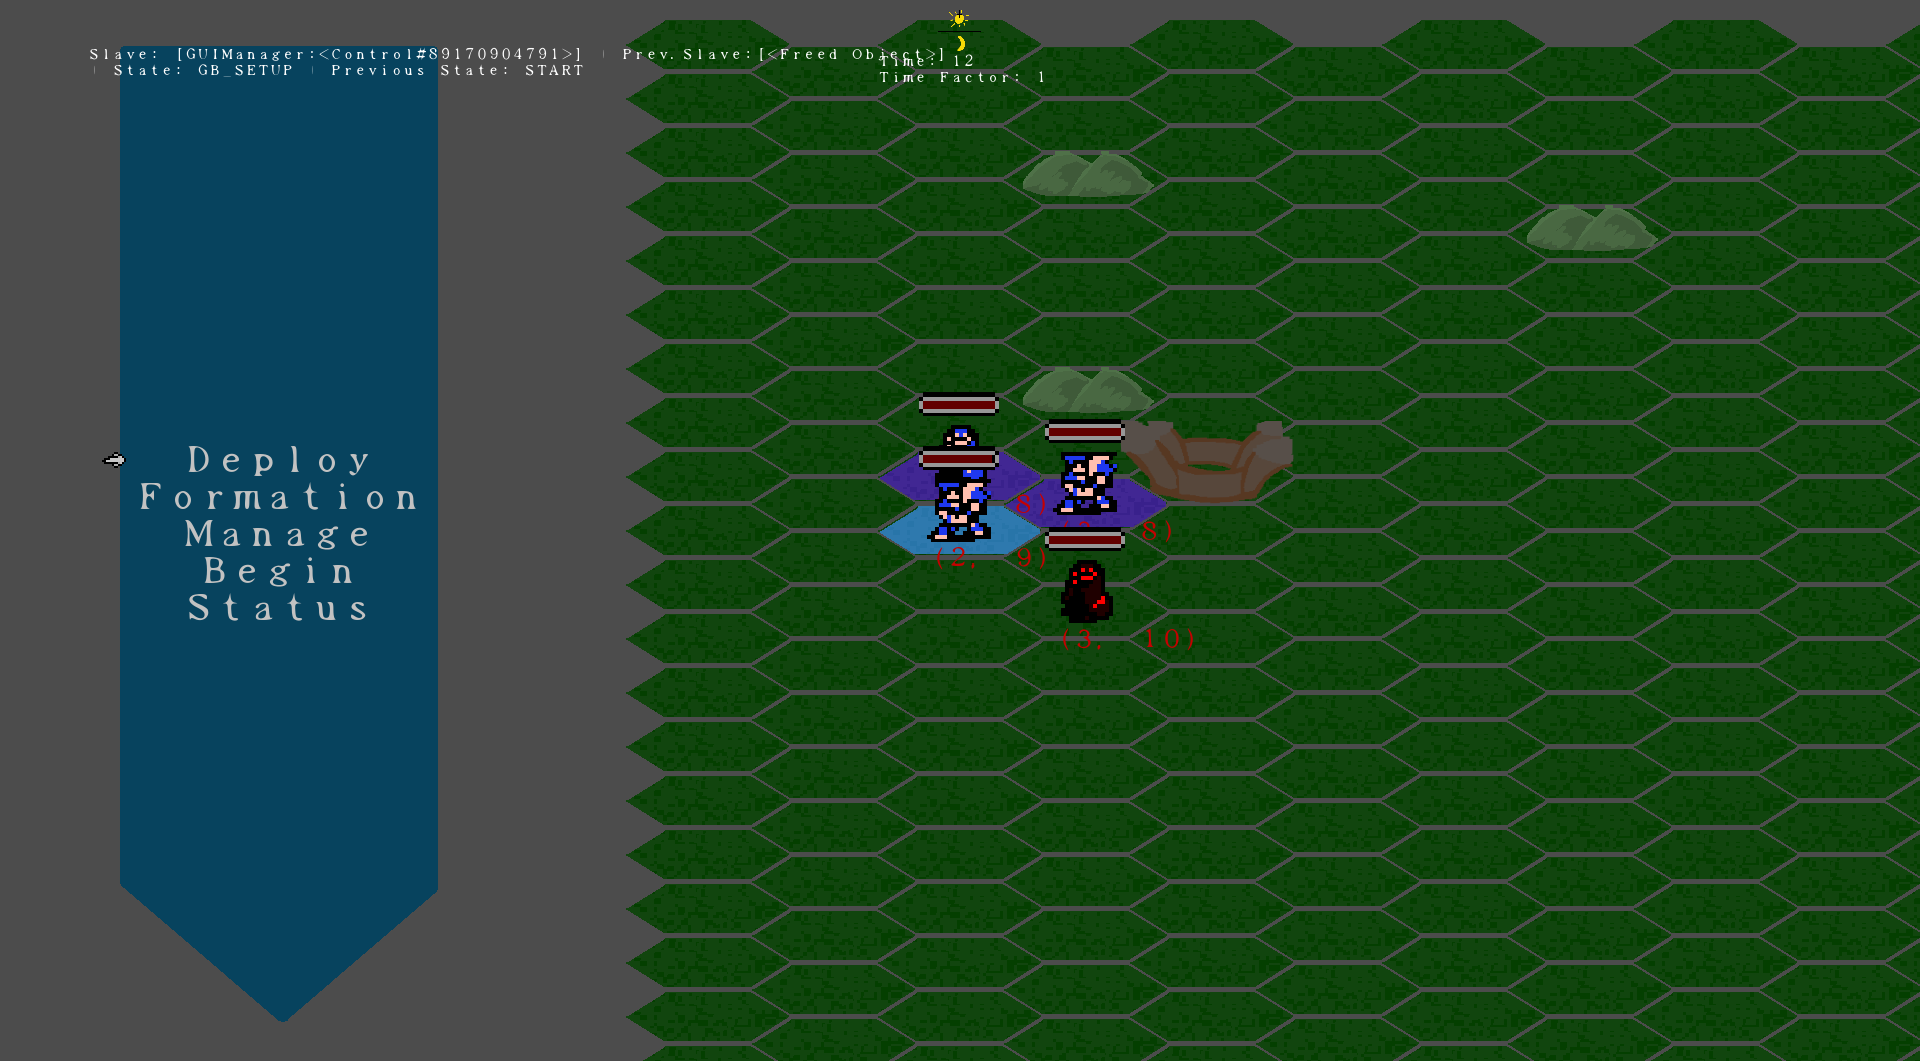 Slave: [GUIManager:<Control#89170904791>] | Prev. Slave:[<Freed Object>]
| State: GB_SETUP | Previous State: START
Time: 12
Time Factor: 1
Deploy
Formation
Manage
Begin
Status
8)
8)
(2, 9)
(3, 10)